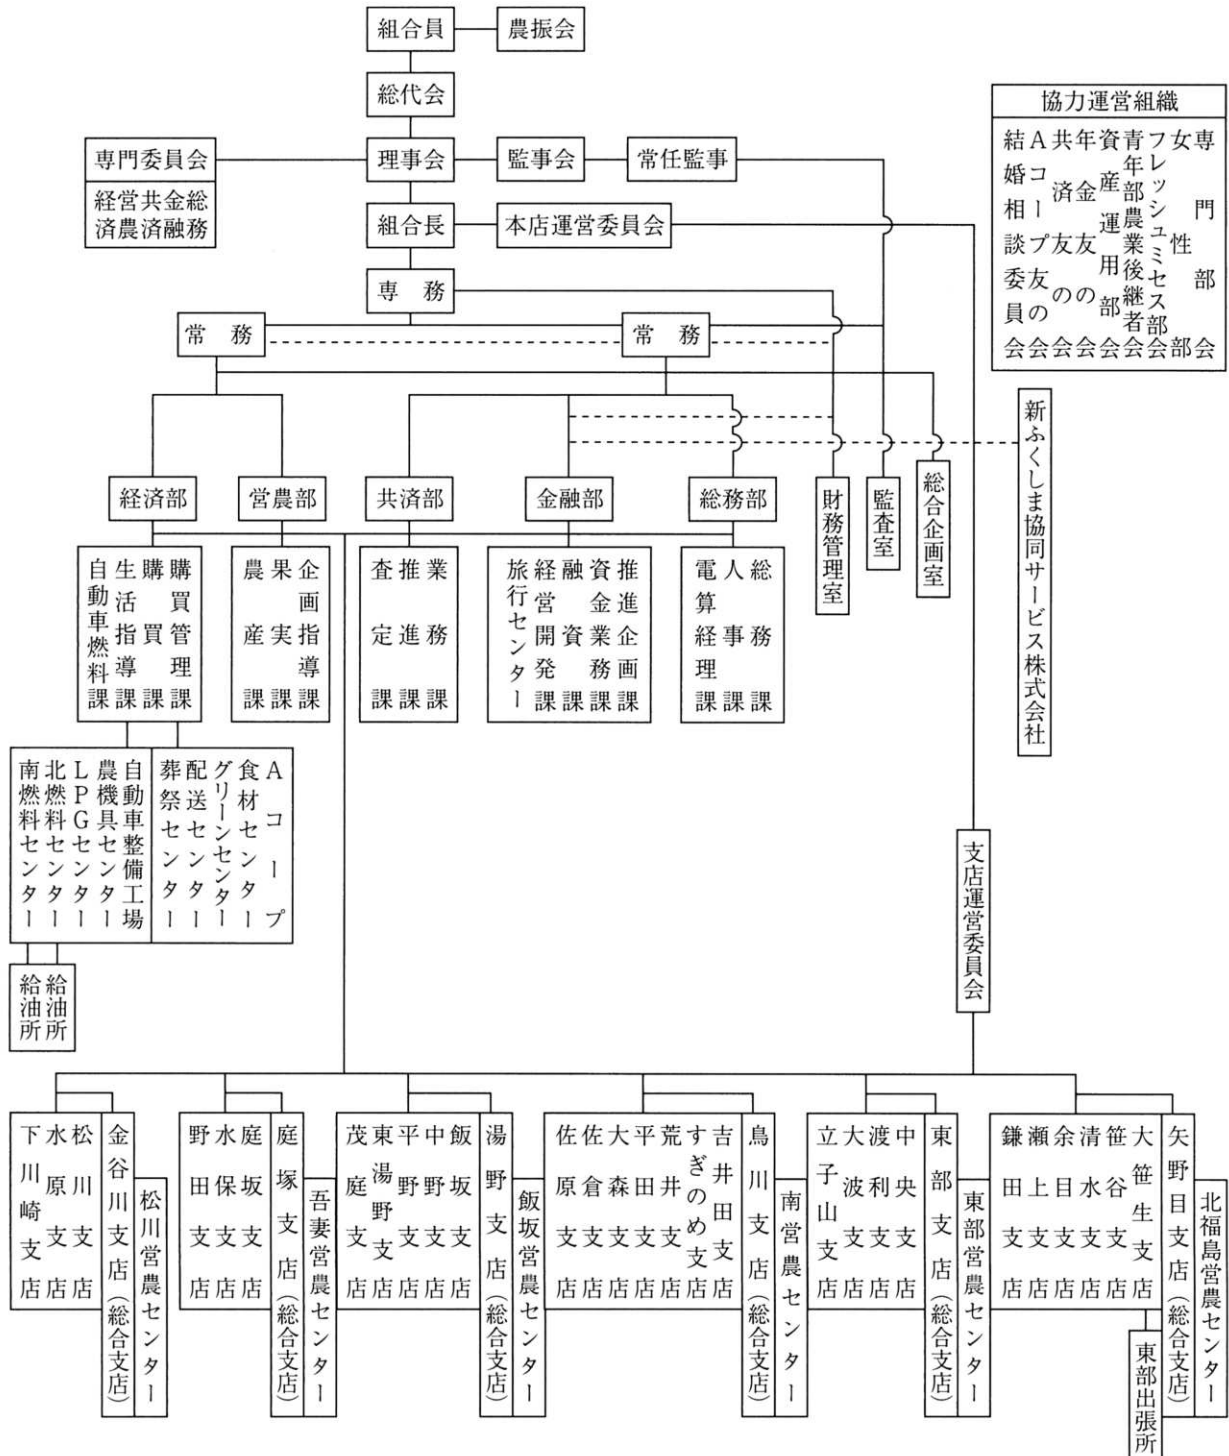 組合員
農振会
総代会
専門委員会
経済
営農
共済
金融
総務
理事会
監事会
常任監事
組合長
本店運営委員会
専務
常務
常務
協力運営組織
専門部会
女性部
フレッシュミセス部会
青年部農業後継者会
資産運用部会
年金友の会
共済友の会
Aコープ友の会
結婚相談委員会
新ふくしま協同サービス株式会社
経済部
営農部
共済部
金融部
総務部
財務管理室
監査室
総合企画室
購買管理課
購買課
生活指導課
自動車燃料課
企画指導課
果実課
農産課
業務課
推進課
査定課
推進企画課
資金業務課
融資課
経営開発課
旅行センター
総務課
人事課
電算経理課
Aコープ
食材センター
グリーンセンター
配送センター
葬祭センター
自動車整備工場
農機具センター
LPGセンター
北燃料センター
南燃料センター
給油所
給油所
支店運営委員会
北福島営農センター
矢野目支店(総合支店)
大笹生支店
東部出張所
笹谷支店
清水支店
余目支店
瀬上支店
鎌田支店
東部営農センター
東部支店(総合支店)
中央支店
渡利支店
大波支店
立子山支店
南営農センター
鳥川支店(総合支店)
吉井田支店
すぎのめ支店
荒井支店
平田支店
大森支店
佐倉支店
佐原支店
飯坂営農センター
湯野支店(総合支店)
飯坂支店
中野支店
平野支店
東湯野支店
茂庭支店
吾妻営農センター
庭塚支店(総合支店)
庭坂支店
水保支店
野田支店
松川営農センター
金谷川支店(総合支店)
松川支店
水原支店
下川崎支店